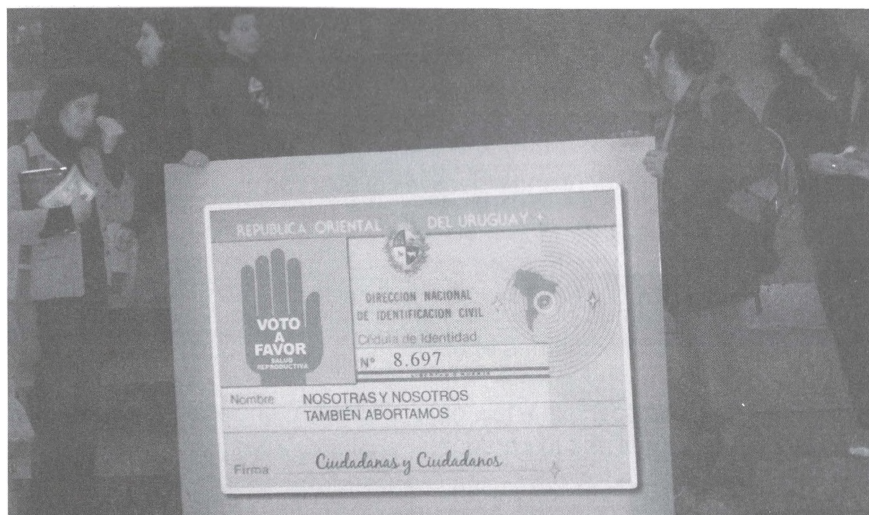 REPUBLICA ORIENTAL DEL URUGUAY
VOTO
A
FAVOR
SALUD
REPRODUCTIVA
DIRECCION NACIONAL
DE IDENTIFICACION CIVIL
Cédula de Identidad
Nº 8.697
Nombre NOSOTRAS Y NOSOTROS
TAMBIÉN ABORTAMOS
Firma Ciudadanas y Ciudadanos